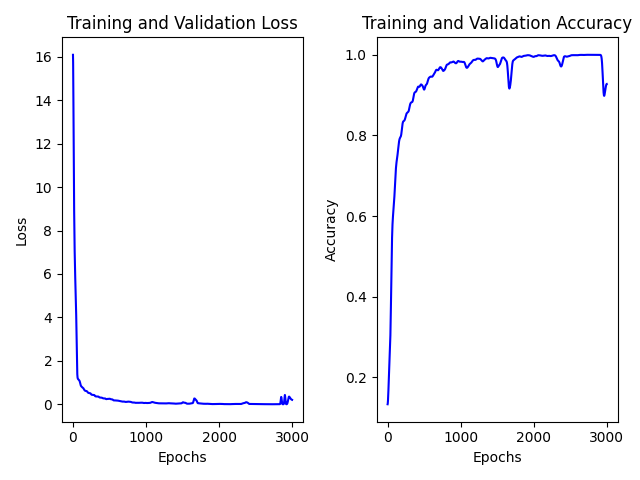 Training and Validation Loss
16
14
12
10
8
6
4
2
0
Loss
0 1000 2000 3000
Epochs
Training and Validation Accuracy
1.0
0.8
0.6
0.4
0.2
Accuracy
0 1000 2000 3000
Epochs